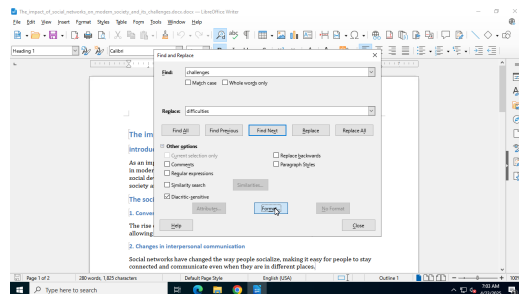 The_impact_of_social_networks_on_modern_society_and_its_challenges.docx.docx — LibreOffice Writer
File Edit View Insert Format Styles Table Form Tools Window Help
Heading 1
Calibri
Find and Replace
Find:
challenges
Match case
Whole words only
Replace:
difficulties
Find All
Find Previous
Find Next
Replace
Replace All
Other options
Current selection only
Replace backwards
Comments
Paragraph Styles
Regular expressions
Similarity search
Similarities...
Diacritic-sensitive
Attributes...
Format...
No Format
Help
Close
The im
Introdu
As an im
in moder
social de
society a
The soci
1. Conve
The rise
allowing
2. Changes in interpersonal communication
Social networks have changed the way people socialize, making it easy for people to stay
connected and communicate even when they are in different places.
Page 1 of 2
280 words, 1,825 characters
Default Page Style
English (USA)
Outline 1
100%
Type here to search
7:03 AM